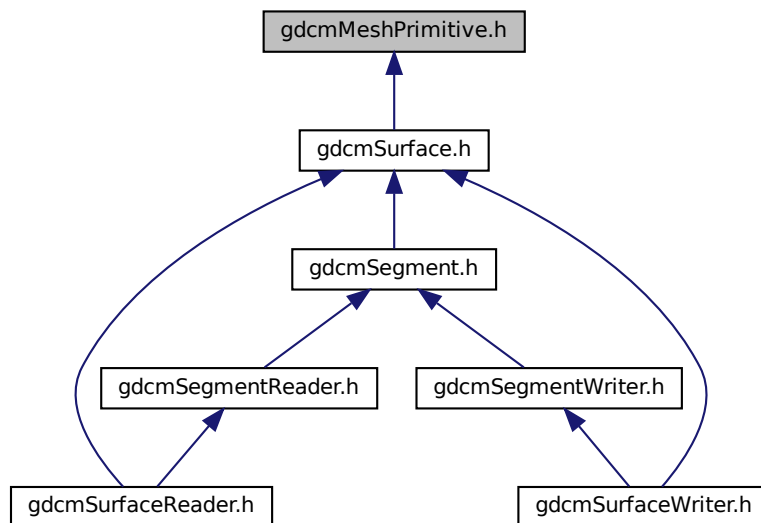 gdcmMeshPrimitive.h
gdcmSurface.h
gdcmSegment.h
gdcmSegmentReader.h
gdcmSegmentWriter.h
gdcmSurfaceReader.h
gdcmSurfaceWriter.h